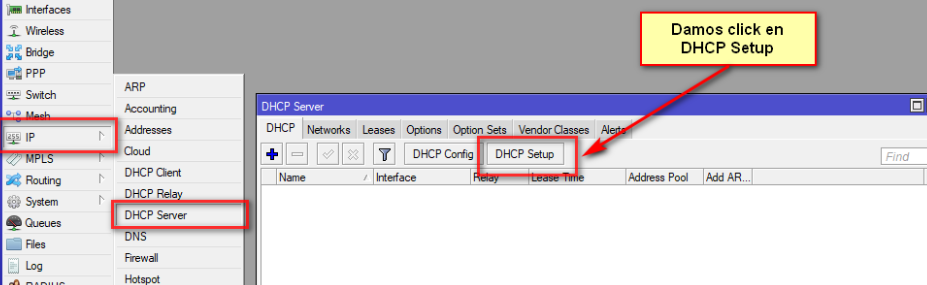 Interfaces
Wireless
Bridge
PPP
Switch
Mesh
IP
MPLS
Routing
System
Queues
Files
Log
RADIUS
ARP
Accounting
Addresses
Cloud
DHCP Client
DHCP Relay
DHCP Server
DNS
Firewall
Hotspot
Damos click en
DHCP Setup
DHCP Server
DHCP Networks Leases Options Option Sets Vendor Classes Alerts
DHCP Config DHCP Setup Find
Name Interface Relay Lease Time Address Pool Add AR...